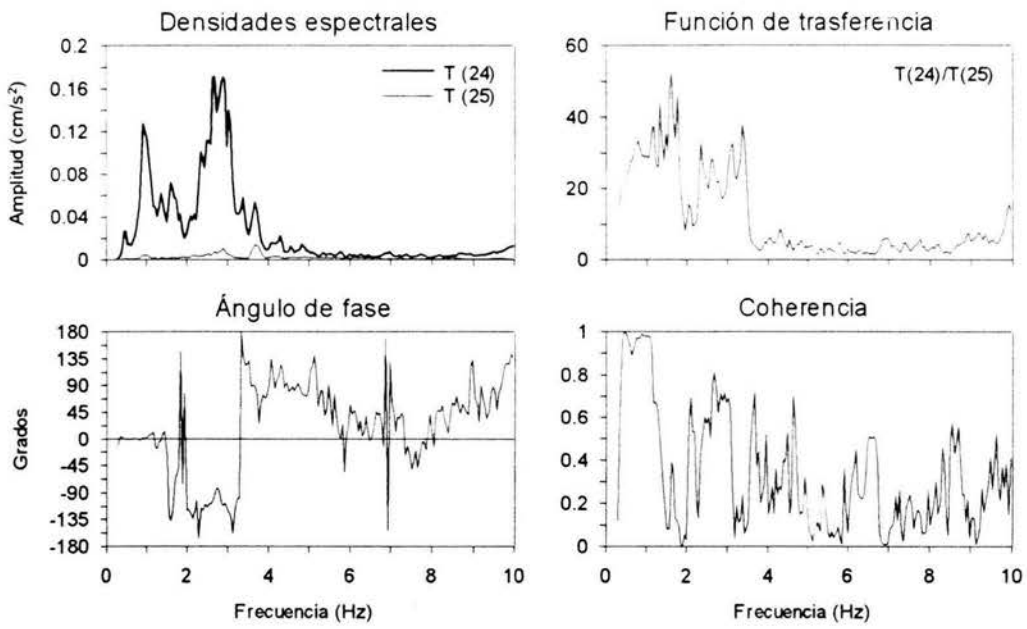 Densidades espectrales
0.2
0.16
0.12
0.08
0.04
0
Amplitud (cm/s²)
T (24)
T (25)
Función de trasferencia
60
40
20
0
T(24)/T(25)
Ángulo de fase
180
135
90
45
0
-45
-90
-135
-180
Grados
0 2 4 6 8 10
Frecuencia (Hz)
Coherencia
1
0.8
0.6
0.4
0.2
0
0 2 4 6 8 10
Frecuencia (Hz)